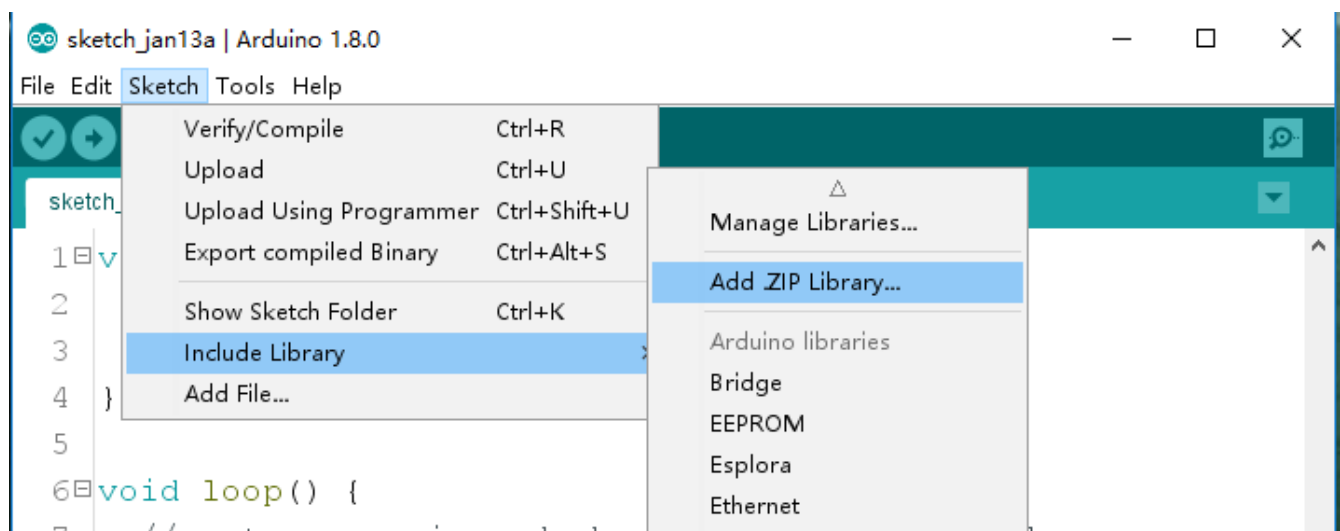 sketch_jan13a | Arduino 1.8.0
File Edit Sketch Tools Help
Verify/Compile Ctrl+R
Upload Ctrl+U
Upload Using Programmer Ctrl+Shift+U
Export compiled Binary Ctrl+Alt+S
Show Sketch Folder Ctrl+K
Include Library
Add File...
Manage Libraries...
Add .ZIP Library...
Arduino libraries
Bridge
EEPROM
Esplora
Ethernet
sketch_
1 v
2
3
4 }
5
6 void loop() {